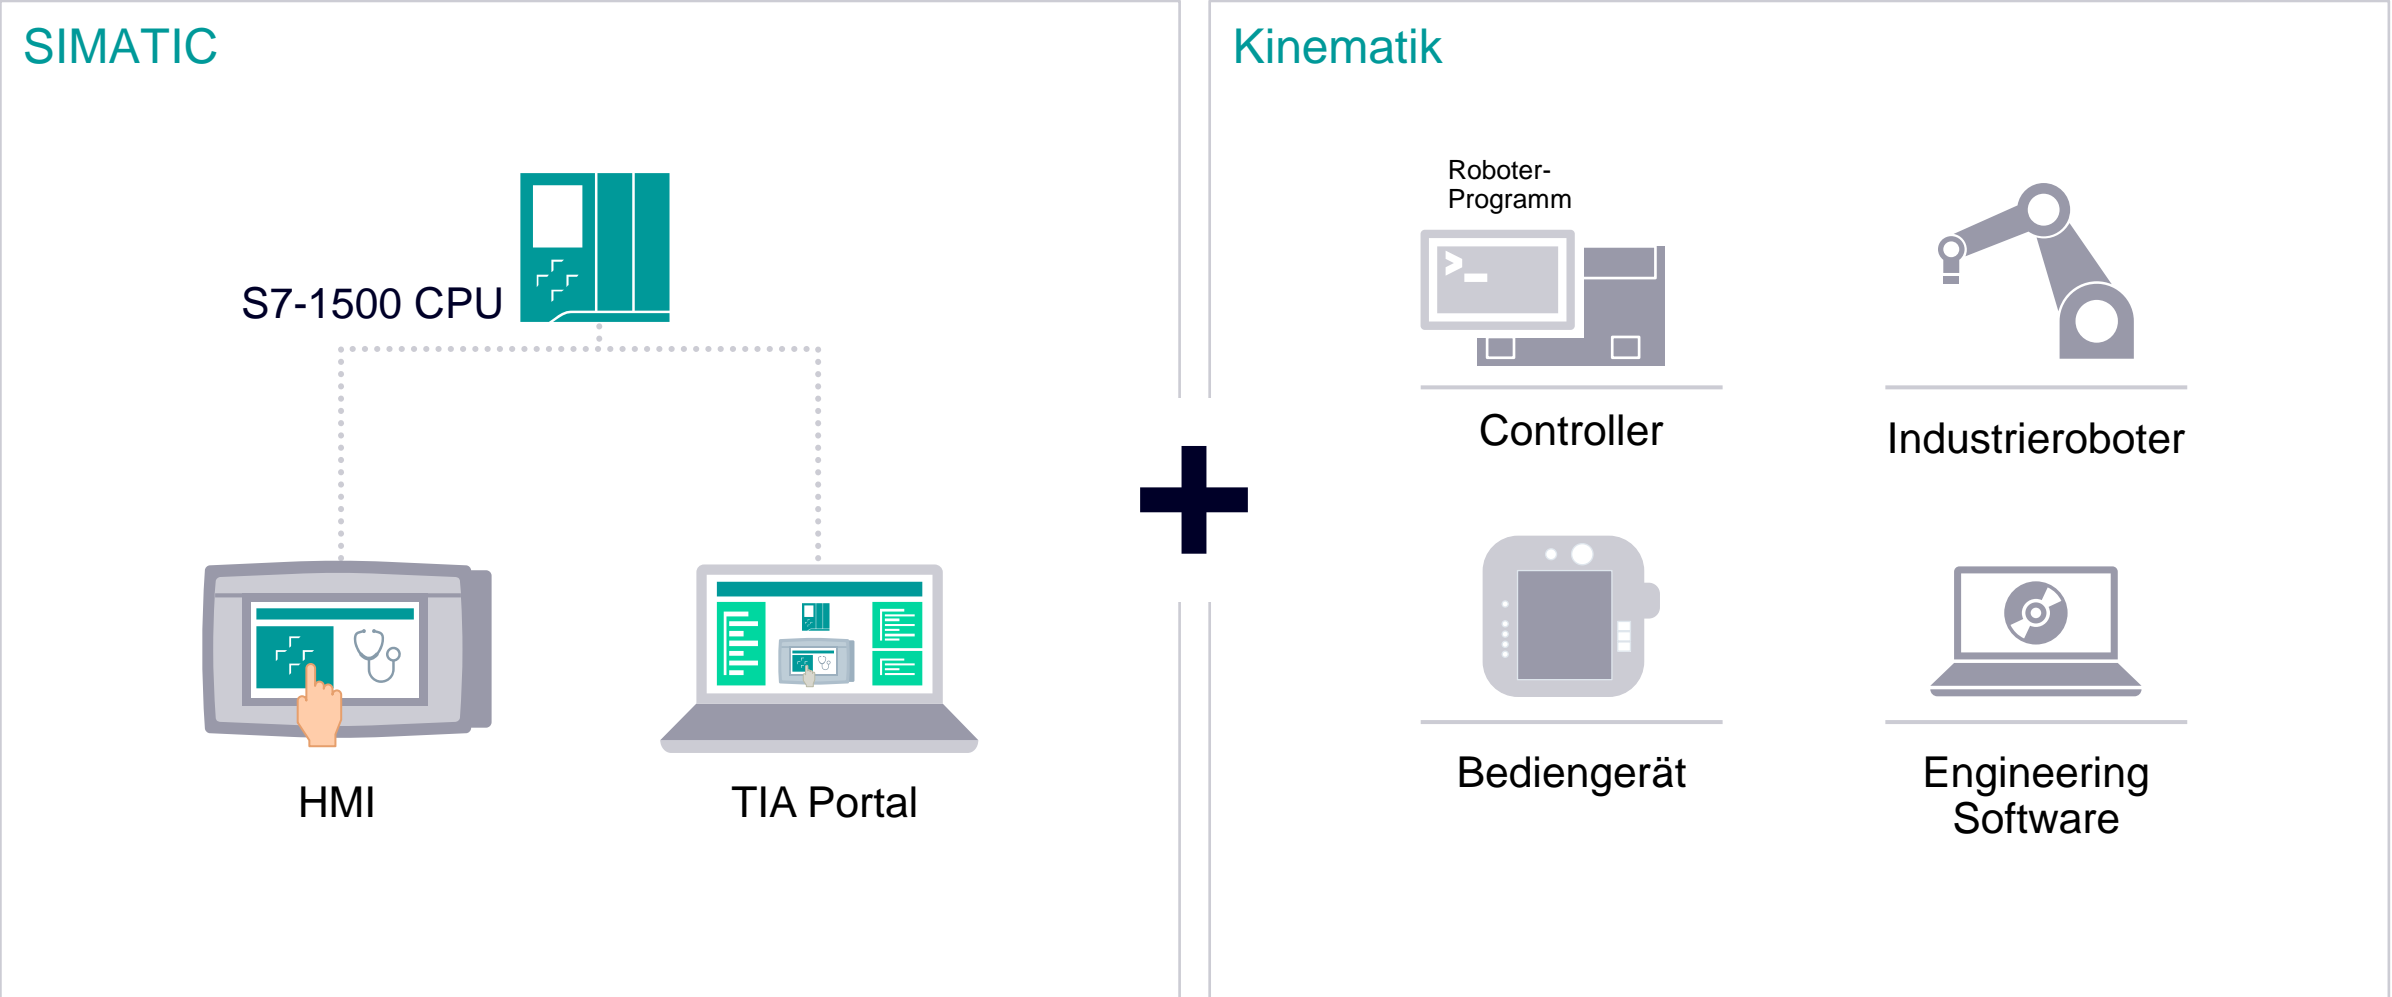 SIMATIC
S7-1500 CPU
HMI
TIA Portal
Kinematik
Roboter-
Programm
>_
Controller
Industrieroboter
Bediengerät
Engineering
Software